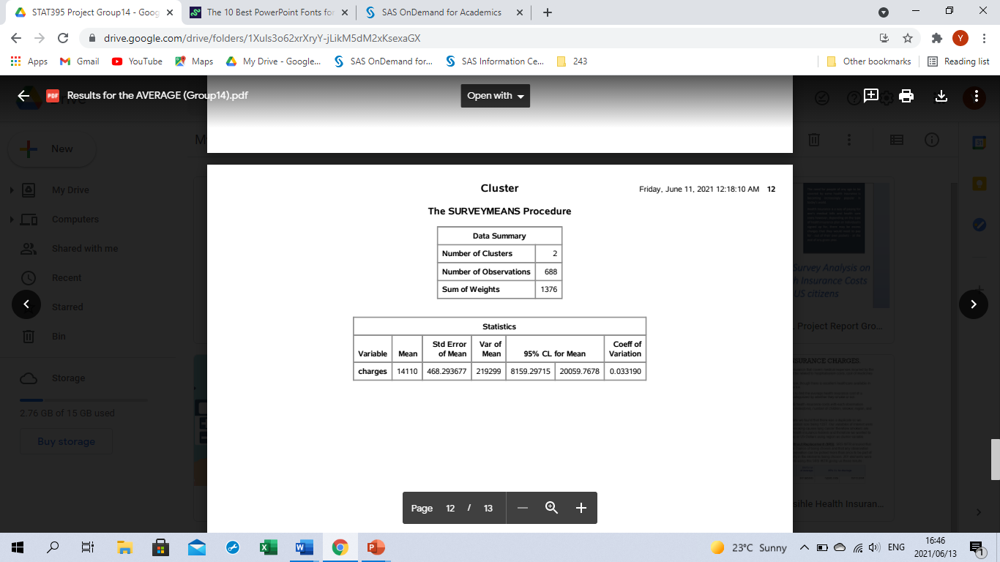 STAT395 Project Group14 - Goog
The 10 Best PowerPoint Fonts for
SAS OnDemand for Academics
drive.google.com/drive/folders/1Xuls3o62xrXryY-jLikM5dM2xKsexaGX
Y
Apps Gmail YouTube Maps My Drive - Google... SAS OnDemand for... SAS Information Ce... 243 Other bookmarks Reading list
PDF Results for the AVERAGE (Group14).pdf
Open with
New
My Drive
Computers
Shared with me
Recent
Starred
Bin
Storage
2.76 GB of 15 GB used
Buy storage
Cluster
Friday, June 11, 2021 12:18:10 AM 12
The SURVEYMEANS Procedure
Data Summary
Number of Clusters 2
Number of Observations 688
Sum of Weights 1376
Statistics
Variable Mean Std Error of Mean Var of Mean 95% CL for Mean Coeff of Variation
charges 14110 468.293677 219299 8159.29715 20059.7678 0.033190
Survey Analysis on
Insurance Costs
US citizens
Project Report Gro...
SURANCE CHARGES.
sible Health Insuran...
Page 12 / 13
23°C Sunny
ENG
16:46
2021/06/13
1